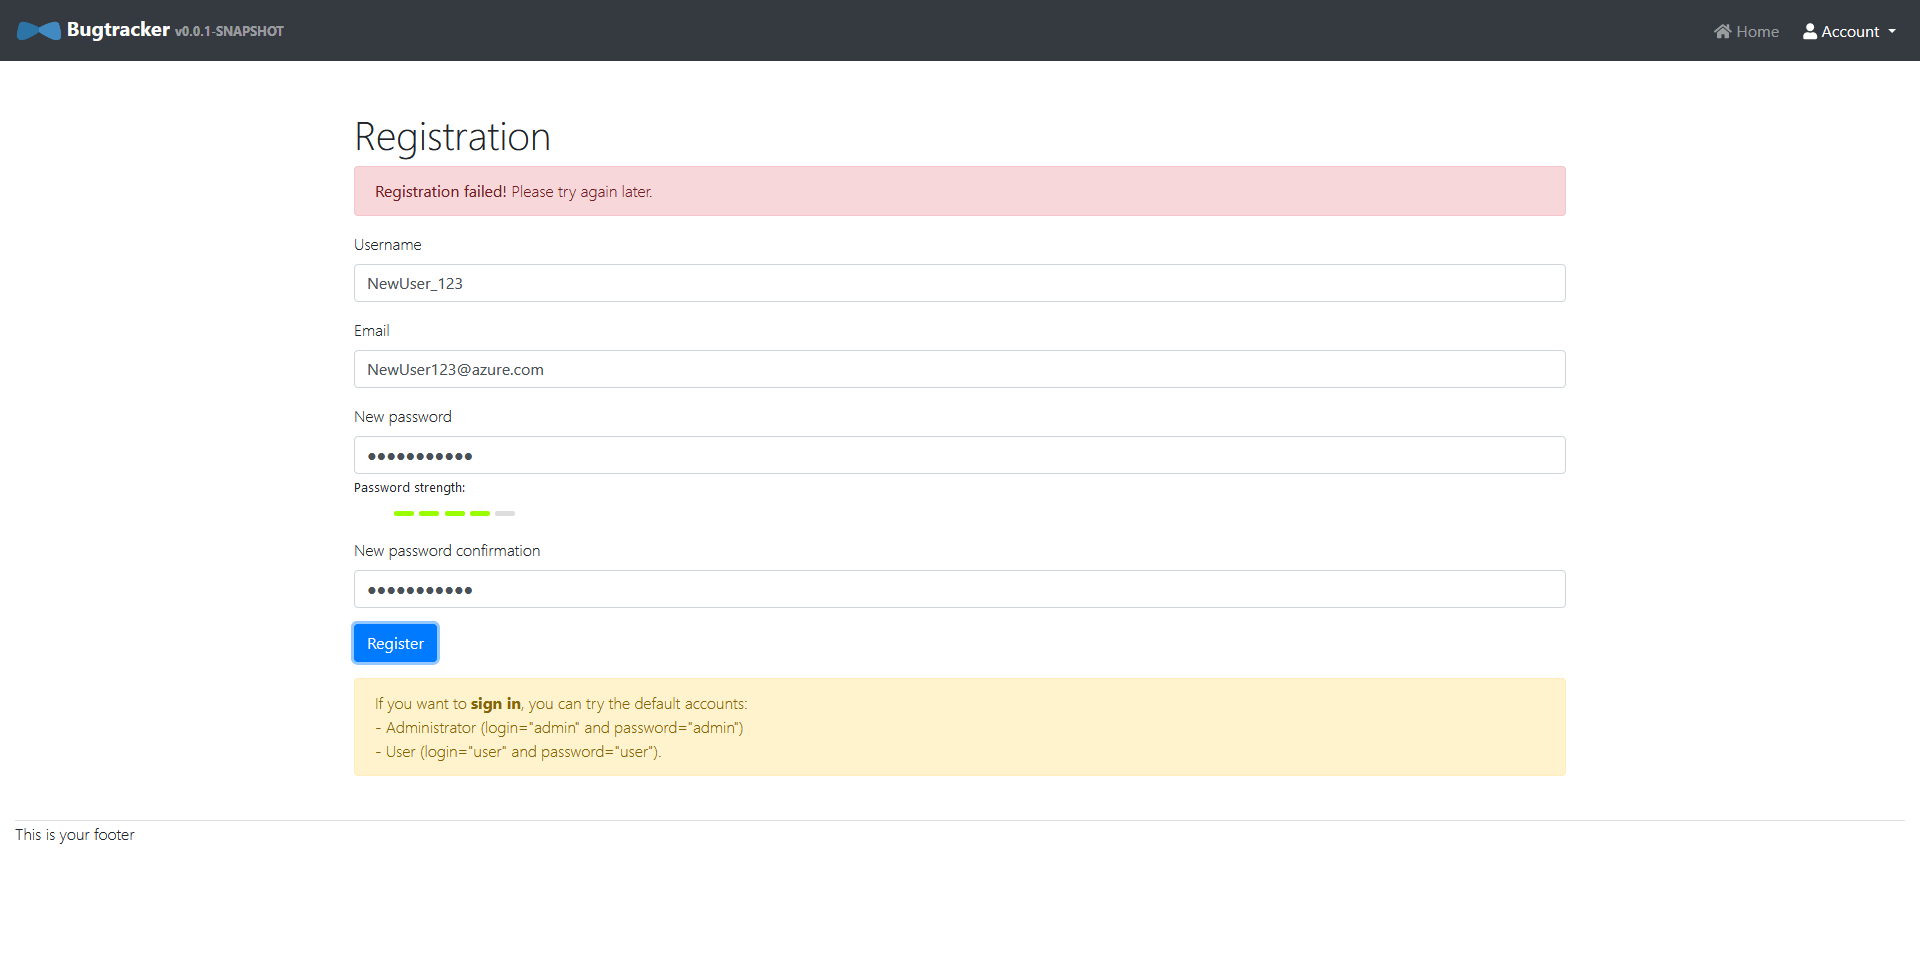 Bugtracker v0.0.1-SNAPSHOT
Home
Account
Registration
Registration failed! Please try again later.
Username
NewUser_123
Email
NewUser123@azure.com
New password
•••••••••••
Password strength:
New password confirmation
•••••••••••
Register
If you want to sign in, you can try the default accounts:
- Administrator (login="admin" and password="admin")
- User (login="user" and password="user").
This is your footer